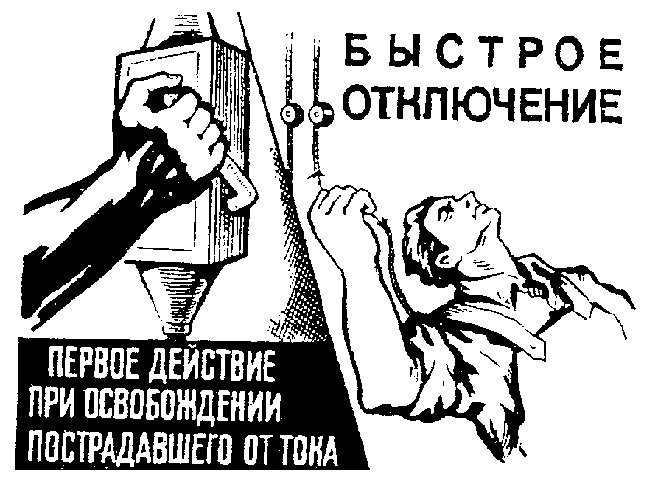 БЫСТРОЕ
ОТКЛЮЧЕНИЕ
ПЕРВОЕ ДЕЙСТВИЕ
ПРИ ОСВОБОЖДЕНИИ
ПОСТРАДАВШЕГО ОТ ТОКА